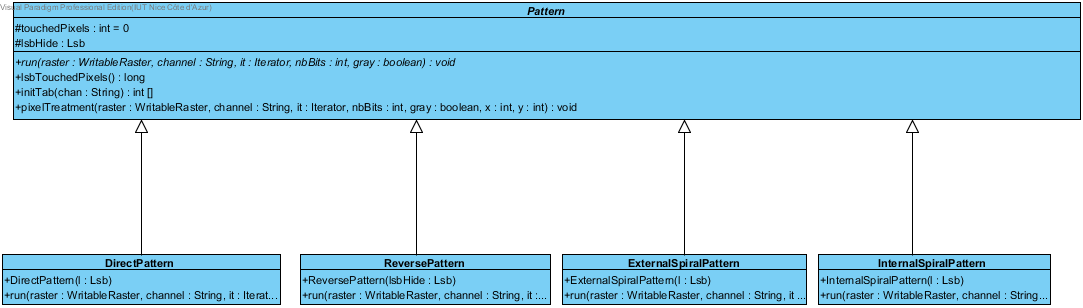 Visual Paradigm Professional Edition(IUT Nice Côte d'Azur)
Pattern
#touchedPixels : int = 0
#lsbHide : Lsb
+run(raster : WritableRaster, channel : String, it : Iterator, nbBits : int, gray : boolean) : void
+lsbTouchedPixels() : long
+initTab(chan : String) : int []
+pixelTreatment(raster : WritableRaster, channel : String, it : Iterator, nbBits : int, gray : boolean, x : int, y : int) : void
DirectPattern
+DirectPattern(l : Lsb)
+run(raster : WritableRaster, channel : String, it : Iterat...
ReversePattern
+ReversePattern(lsbHide : Lsb)
+run(raster : WritableRaster, channel : String, it :...
ExternalSpiralPattern
+ExternalSpiralPattern(l : Lsb)
+run(raster : WritableRaster, channel : String, it ...
InternalSpiralPattern
+InternalSpiralPattern(l : Lsb)
+run(raster : WritableRaster, channel : String...